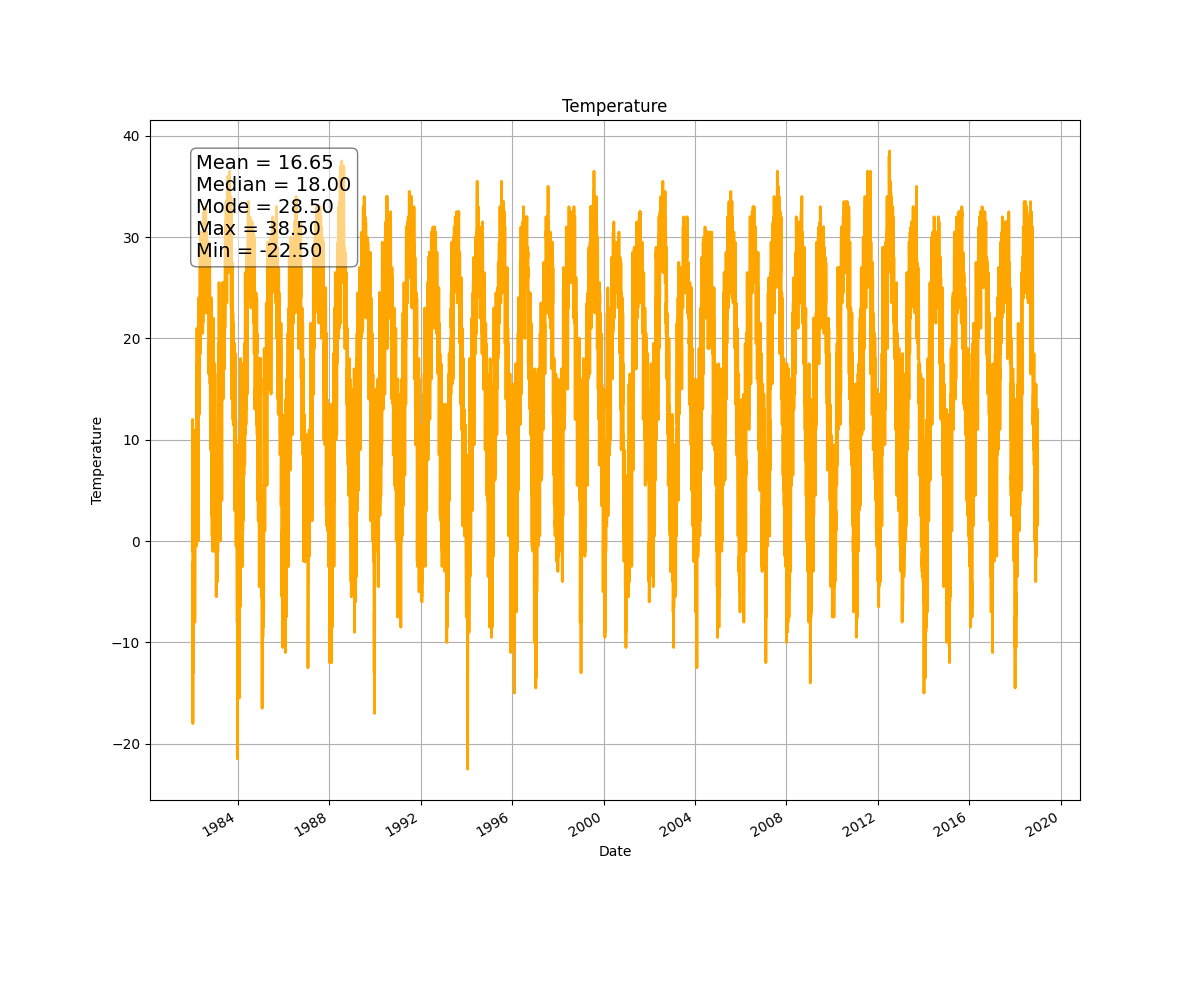 Temperature
40
30
20
10
0
−10
−20
Temperature
Mean = 16.65
Median = 18.00
Mode = 28.50
Max = 38.50
Min = -22.50
1984
1988
1992
1996
2000
2004
2008
2012
2016
2020
Date